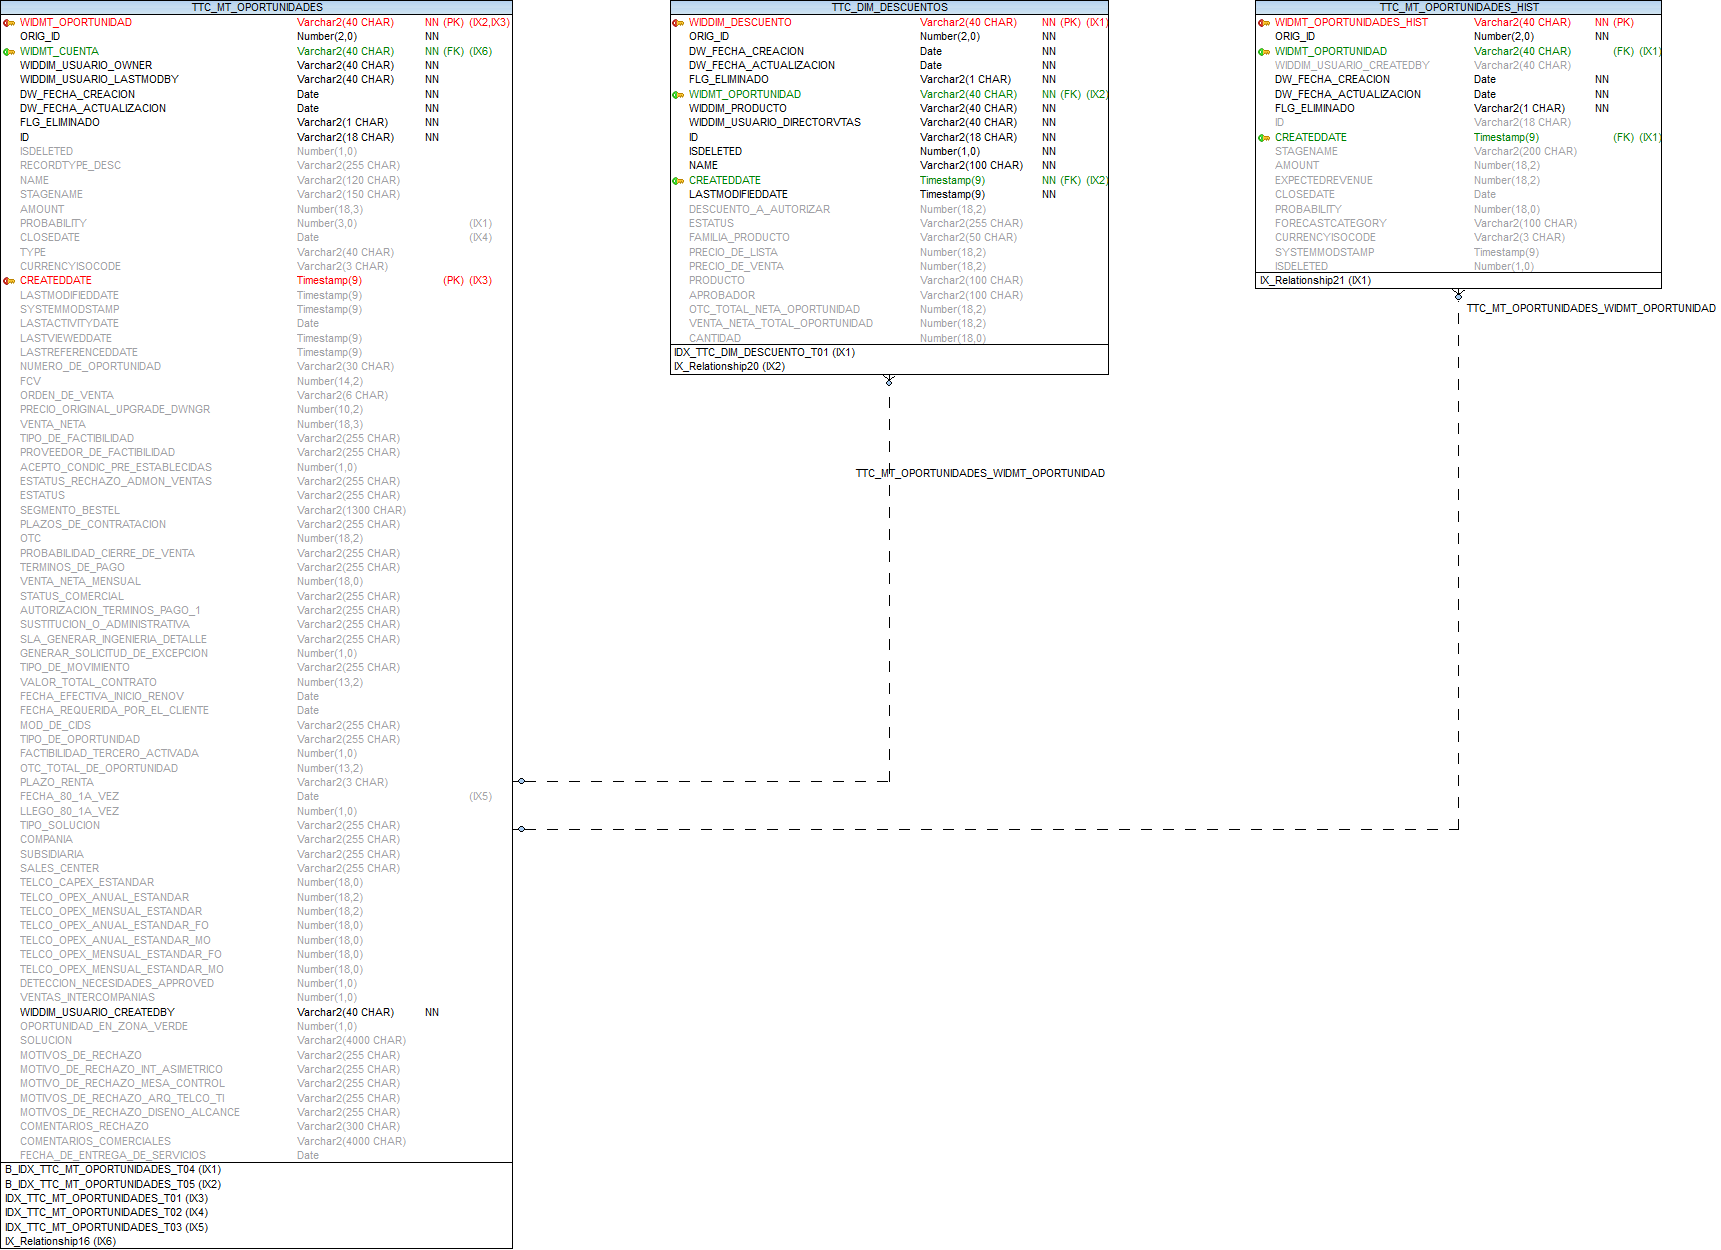 TTC_MT_OPORTUNIDADES
WIDMT_OPORTUNIDAD Varchar2(40 CHAR) NN (PK) (IX2,IX3)
ORIG_ID Number(2,0) NN
WIDMT_CUENTA Varchar2(40 CHAR) NN (FK) (IX6)
WIDDIM_USUARIO_OWNER Varchar2(40 CHAR) NN
WIDDIM_USUARIO_LASTMODBY Varchar2(40 CHAR) NN
DW_FECHA_CREACION Date NN
DW_FECHA_ACTUALIZACION Date NN
FLG_ELIMINADO Varchar2(1 CHAR) NN
ID Varchar2(18 CHAR) NN
ISDELETED Number(1,0)
RECORDTYPE_DESC Varchar2(255 CHAR)
NAME Varchar2(120 CHAR)
STAGENAME Varchar2(150 CHAR)
AMOUNT Number(18,3)
PROBABILITY Number(3,0) (IX1)
CLOSEDATE Date (IX4)
TYPE Varchar2(40 CHAR)
CURRENCYISOCODE Varchar2(3 CHAR)
CREATEDDATE Timestamp(9) (PK) (IX3)
LASTMODIFIEDDATE Timestamp(9)
SYSTEMMODSTAMP Timestamp(9)
LASTACTIVITYDATE Date
LASTVIEWEDDATE Timestamp(9)
LASTREFERENCEDDATE Timestamp(9)
NUMERO_DE_OPORTUNIDAD Varchar2(30 CHAR)
FCV Number(14,2)
ORDEN_DE_VENTA Varchar2(6 CHAR)
PRECIO_ORIGINAL_UPGRADE_DWNGR Number(10,2)
VENTA_NETA Number(18,3)
TIPO_DE_FACTIBILIDAD Varchar2(255 CHAR)
PROVEEDOR_DE_FACTIBILIDAD Varchar2(255 CHAR)
ACEPTO_CONDIC_PRE_ESTABLECIDAS Number(1,0)
ESTATUS_RECHAZO_ADMON_VENTAS Varchar2(255 CHAR)
ESTATUS Varchar2(255 CHAR)
SEGMENTO_BESTEL Varchar2(1300 CHAR)
PLAZOS_DE_CONTRATACION Varchar2(255 CHAR)
OTC Number(18,2)
PROBABILIDAD_CIERRE_DE_VENTA Varchar2(255 CHAR)
TERMINOS_DE_PAGO Varchar2(255 CHAR)
VENTA_NETA_MENSUAL Number(18,0)
STATUS_COMERCIAL Varchar2(255 CHAR)
AUTORIZACION_TERMINOS_PAGO_1 Varchar2(255 CHAR)
SUSTITUCION_O_ADMINISTRATIVA Varchar2(255 CHAR)
SLA_GENERAR_INGENIERIA_DETALLE Varchar2(255 CHAR)
GENERAR_SOLICITUD_DE_EXCEPCION Number(1,0)
TIPO_DE_MOVIMIENTO Varchar2(255 CHAR)
VALOR_TOTAL_CONTRATO Number(13,2)
FECHA_EFECTIVA_INICIO_RENOV Date
FECHA_REQUERIDA_POR_EL_CLIENTE Date
MOD_DE_CIDS Varchar2(255 CHAR)
TIPO_DE_OPORTUNIDAD Varchar2(255 CHAR)
FACTIBILIDAD_TERCERO_ACTIVADA Number(1,0)
OTC_TOTAL_DE_OPORTUNIDAD Number(13,2)
PLAZO_RENTA Varchar2(3 CHAR)
FECHA_80_1A_VEZ Date (IX5)
LLEGO_80_1A_VEZ Number(1,0)
TIPO_SOLUCION Varchar2(255 CHAR)
COMPANIA Varchar2(255 CHAR)
SUBSIDIARIA Varchar2(255 CHAR)
SALES_CENTER Varchar2(255 CHAR)
TELCO_CAPEX_ESTANDAR Number(18,0)
TELCO_OPEX_ANUAL_ESTANDAR Number(18,2)
TELCO_OPEX_MENSUAL_ESTANDAR Number(18,2)
TELCO_OPEX_ANUAL_ESTANDAR_FO Number(18,0)
TELCO_OPEX_ANUAL_ESTANDAR_MO Number(18,0)
TELCO_OPEX_MENSUAL_ESTANDAR_FO Number(18,0)
TELCO_OPEX_MENSUAL_ESTANDAR_MO Number(18,0)
DETECCION_NECESIDADES_APPROVED Number(1,0)
VENTAS_INTERCOMPANIAS Number(1,0)
WIDDIM_USUARIO_CREATEDBY Varchar2(40 CHAR) NN
OPORTUNIDAD_EN_ZONA_VERDE Number(1,0)
SOLUCION Varchar2(4000 CHAR)
MOTIVOS_DE_RECHAZO Varchar2(255 CHAR)
MOTIVO_DE_RECHAZO_INT_ASIMETRICO Varchar2(255 CHAR)
MOTIVO_DE_RECHAZO_MESA_CONTROL Varchar2(255 CHAR)
MOTIVOS_DE_RECHAZO_ARQ_TELCO_TI Varchar2(255 CHAR)
MOTIVOS_DE_RECHAZO_DISENO_ALCANCE Varchar2(255 CHAR)
COMENTARIOS_RECHAZO Varchar2(300 CHAR)
COMENTARIOS_COMERCIALES Varchar2(4000 CHAR)
FECHA_DE_ENTREGA_DE_SERVICIOS Date
B_IDX_TTC_MT_OPORTUNIDADES_T04 (IX1)
B_IDX_TTC_MT_OPORTUNIDADES_T05 (IX2)
IDX_TTC_MT_OPORTUNIDADES_T01 (IX3)
IDX_TTC_MT_OPORTUNIDADES_T02 (IX4)
IDX_TTC_MT_OPORTUNIDADES_T03 (IX5)
IX_Relationship16 (IX6)
TTC_DIM_DESCUENTOS
WIDDIM_DESCUENTO Varchar2(40 CHAR) NN (PK) (IX1)
ORIG_ID Number(2,0) NN
DW_FECHA_CREACION Date NN
DW_FECHA_ACTUALIZACION Date NN
FLG_ELIMINADO Varchar2(1 CHAR) NN
WIDMT_OPORTUNIDAD Varchar2(40 CHAR) NN (FK) (IX2)
WIDDIM_PRODUCTO Varchar2(40 CHAR) NN
WIDDIM_USUARIO_DIRECTORVTAS Varchar2(40 CHAR) NN
ID Varchar2(18 CHAR) NN
ISDELETED Number(1,0) NN
NAME Varchar2(100 CHAR) NN
CREATEDDATE Timestamp(9) NN (FK) (IX2)
LASTMODIFIEDDATE Timestamp(9) NN
DESCUENTO_A_AUTORIZAR Number(18,2)
ESTATUS Varchar2(255 CHAR)
FAMILIA_PRODUCTO Varchar2(50 CHAR)
PRECIO_DE_LISTA Number(18,2)
PRECIO_DE_VENTA Number(18,2)
PRODUCTO Varchar2(100 CHAR)
APROBADOR Varchar2(100 CHAR)
OTC_TOTAL_NETA_OPORTUNIDAD Number(18,2)
VENTA_NETA_TOTAL_OPORTUNIDAD Number(18,2)
CANTIDAD Number(18,0)
IDX_TTC_DIM_DESCUENTO_T01 (IX1)
IX_Relationship20 (IX2)
TTC_MT_OPORTUNIDADES_WIDMT_OPORTUNIDAD
TTC_MT_OPORTUNIDADES_HIST
WIDMT_OPORTUNIDADES_HIST Varchar2(40 CHAR) NN (PK)
ORIG_ID Number(2,0) NN
WIDMT_OPORTUNIDAD Varchar2(40 CHAR) (FK) (IX1)
WIDDIM_USUARIO_CREATEDBY Varchar2(40 CHAR)
DW_FECHA_CREACION Date NN
DW_FECHA_ACTUALIZACION Date NN
FLG_ELIMINADO Varchar2(1 CHAR) NN
ID Varchar2(18 CHAR)
CREATEDDATE Timestamp(9) (FK) (IX1)
STAGENAME Varchar2(200 CHAR)
AMOUNT Number(18,2)
EXPECTEDREVENUE Number(18,2)
CLOSEDATE Date
PROBABILITY Number(18,0)
FORECASTCATEGORY Varchar2(100 CHAR)
CURRENCYISOCODE Varchar2(3 CHAR)
SYSTEMMODSTAMP Timestamp(9)
ISDELETED Number(1,0)
IX_Relationship21 (IX1)
TTC_MT_OPORTUNIDADES_WIDMT_OPORTUNIDAD